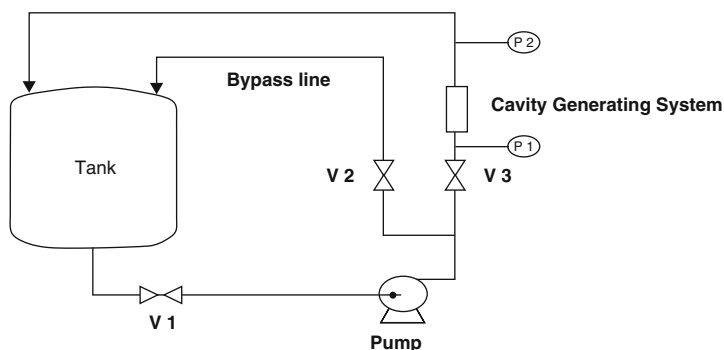 P 2
Bypass line
Cavity Generating System
P 1
Tank
V 2
V 3
V 1
Pump